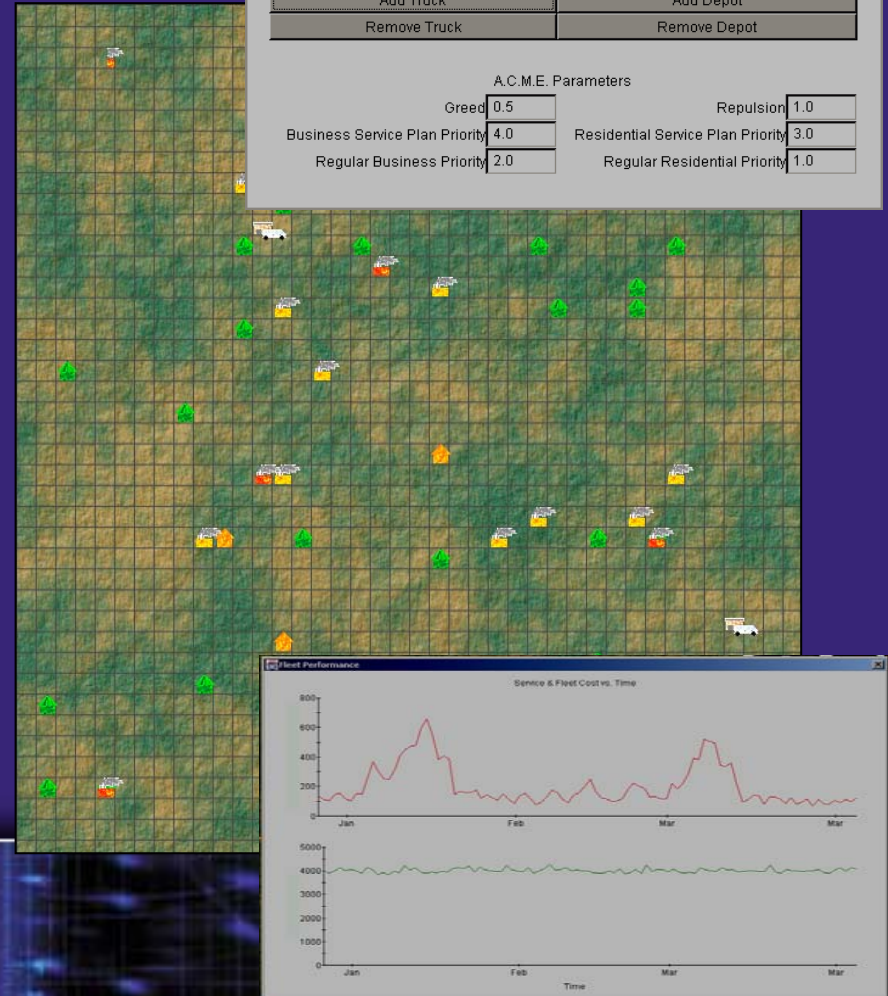 Add Truck Add Depot
Remove Truck Remove Depot
A.C.M.E. Parameters
Greed 0.5 Repulsion 1.0
Business Service Plan Priority 4.0 Residential Service Plan Priority 3.0
Regular Business Priority 2.0 Regular Residential Priority 1.0
Fleet Performance
Service & Fleet Cost vs. Time
800
600
400
200
0
Jan Feb Mar Mar
5000
4000
3000
2000
1000
0
Jan Feb Mar Mar
Time